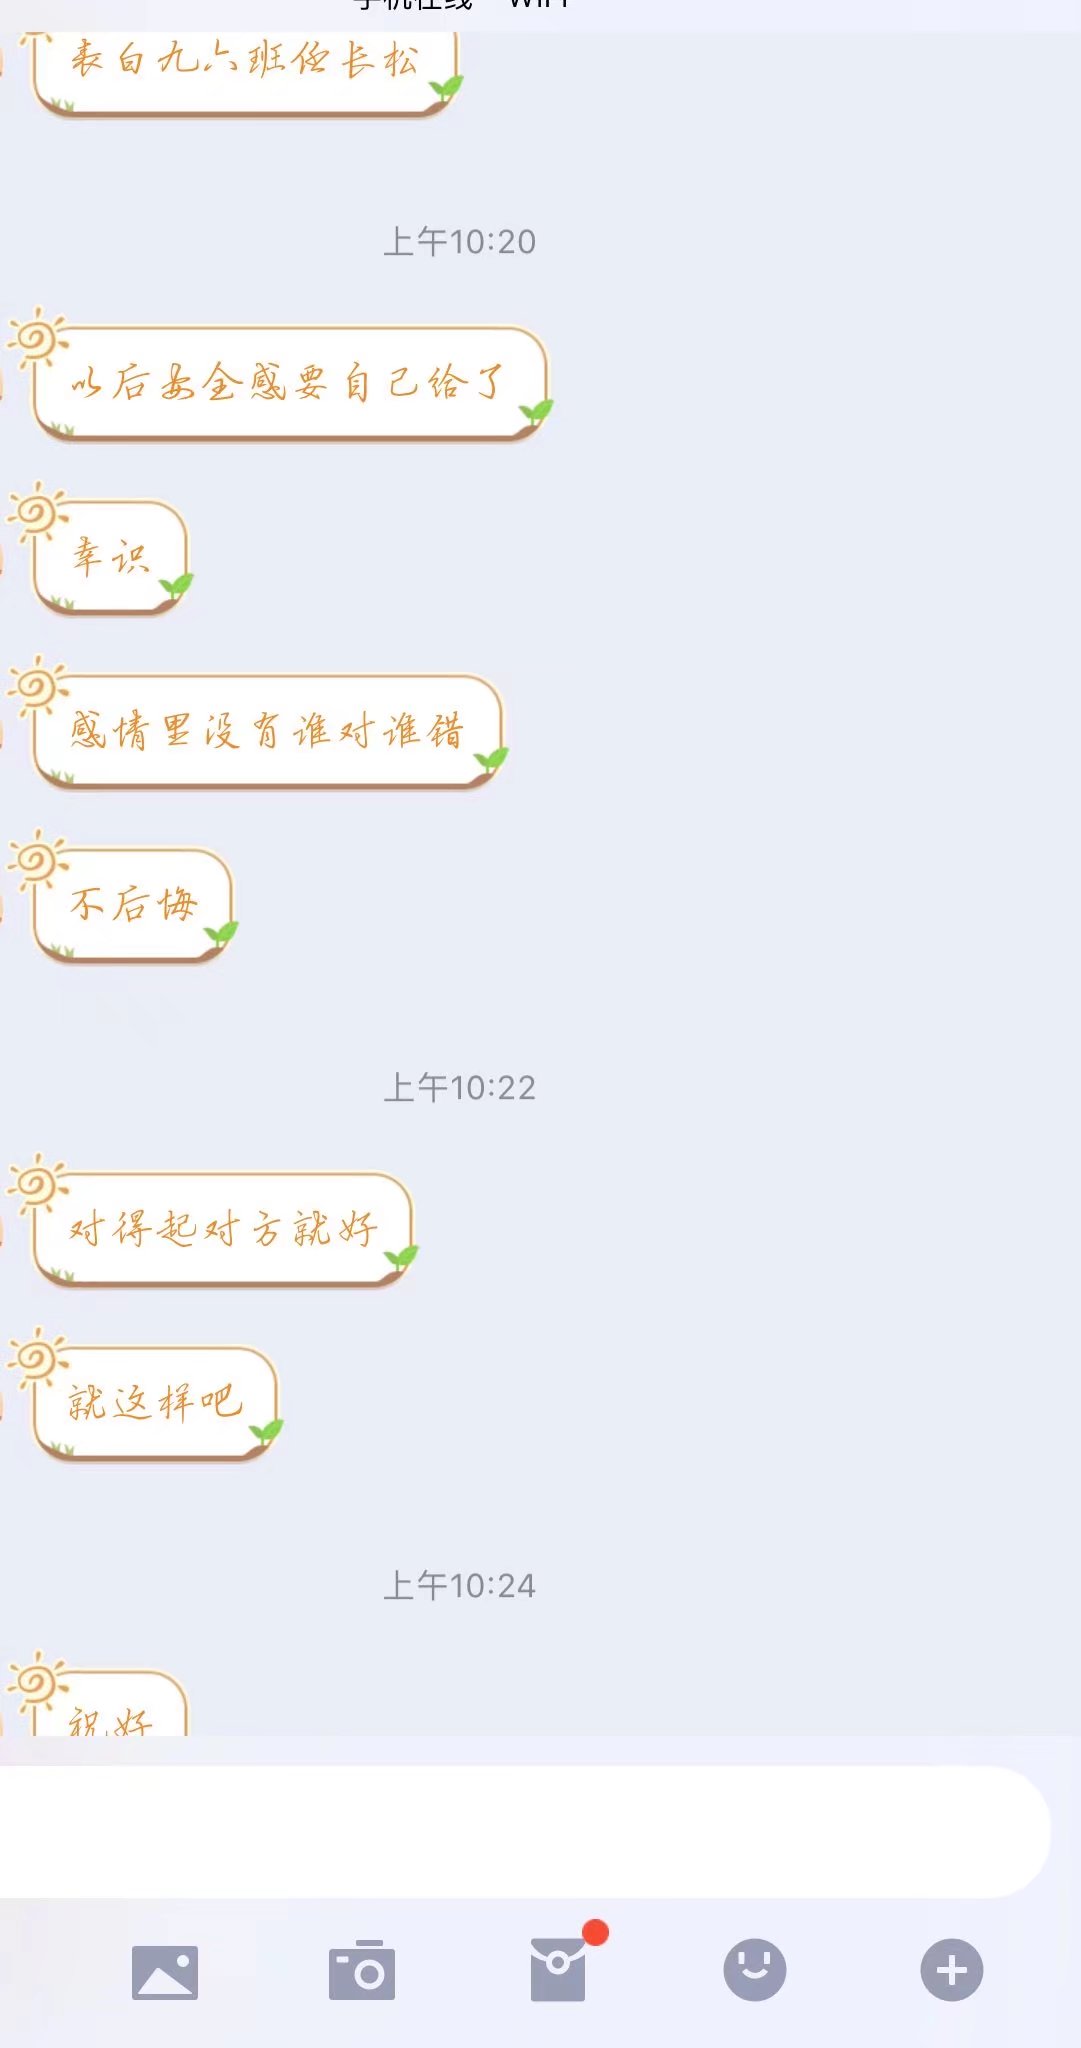 手机在线 WiFi
表白九六班任长松
上午10:20
以后安全感要自己给了
幸识
感情里没有谁对谁错
不后悔
上午10:22
对得起对方就好
就这样吧
上午10:24
祝好